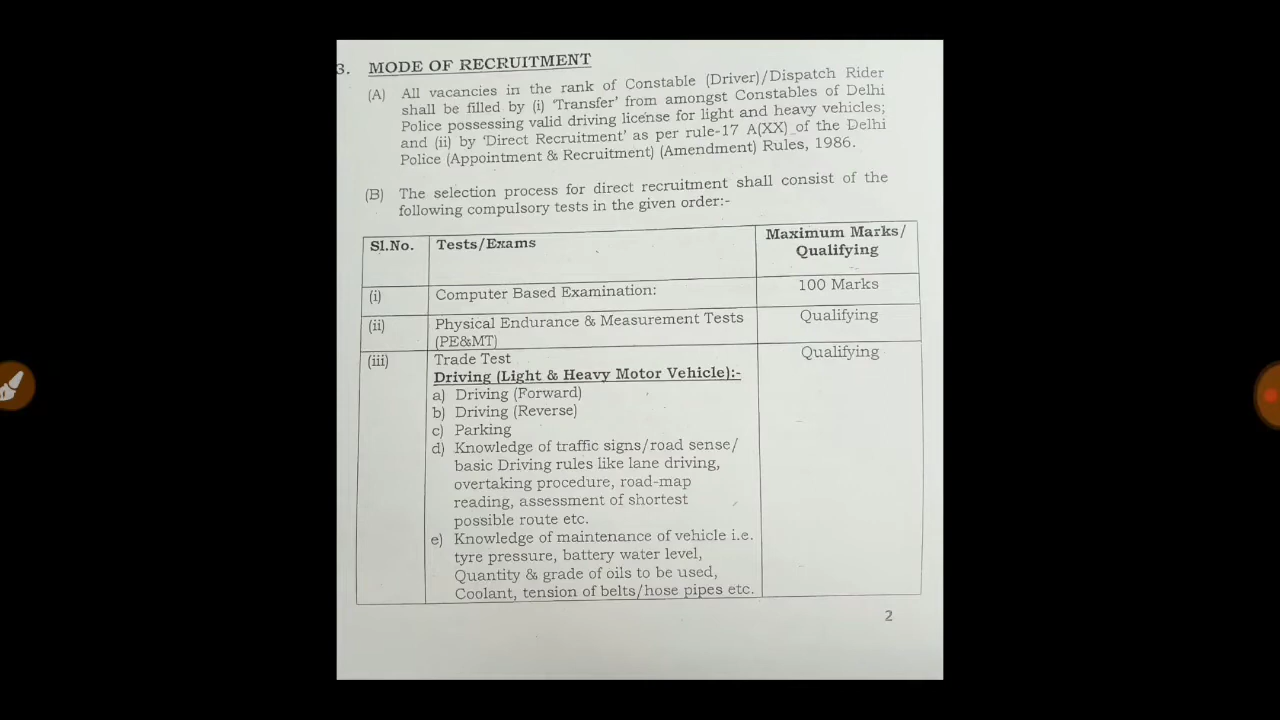 3. MODE OF RECRUITMENT
(A) All vacancies in the rank of Constable (Driver)/Dispatch Rider
shall be filled by (i) 'Transfer' from amongst Constables of Delhi
Police possessing valid driving license for light and heavy vehicles;
and (ii) by 'Direct Recruitment' as per rule-17 A(XX) of the Delhi
Police (Appointment & Recruitment) (Amendment) Rules, 1986.
(B) The selection process for direct recruitment shall consist of the
following compulsory tests in the given order:-
Sl.No. Tests/Exams Maximum Marks/
Qualifying
(i) Computer Based Examination: 100 Marks
(ii) Physical Endurance & Measurement Tests Qualifying
(PE&MT)
(iii) Trade Test Qualifying
Driving (Light & Heavy Motor Vehicle):-
a) Driving (Forward)
b) Driving (Reverse)
c) Parking
d) Knowledge of traffic signs/road sense/
basic Driving rules like lane driving,
overtaking procedure, road-map
reading, assessment of shortest
possible route etc.
e) Knowledge of maintenance of vehicle i.e.
tyre pressure, battery water level,
Quantity & grade of oils to be used,
Coolant, tension of belts/hose pipes etc.
2